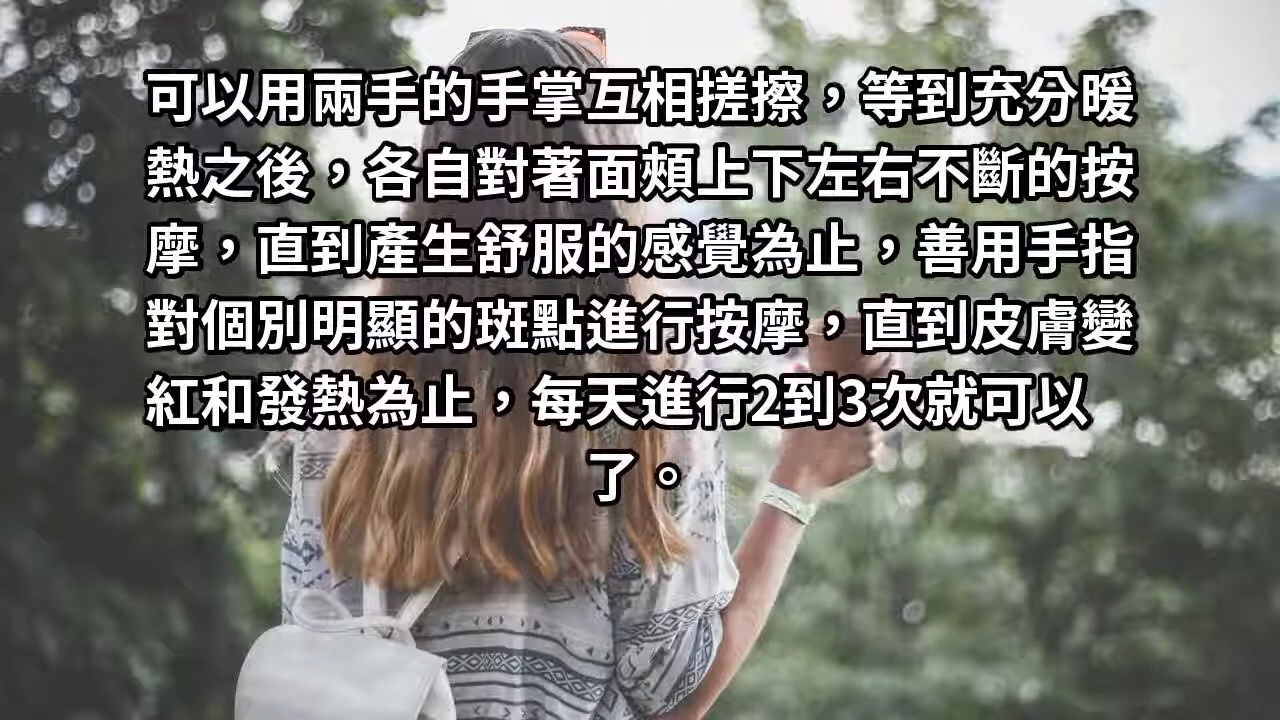 可以用兩手的手掌互相搓擦，等到充分暖
熱之後，各自對著面頰上下左右不斷的按
摩，直到產生舒服的感覺為止，善用手指
對個別明顯的斑點進行按摩，直到皮膚變
紅和發熱為止，每天進行2到3次就可以
了。